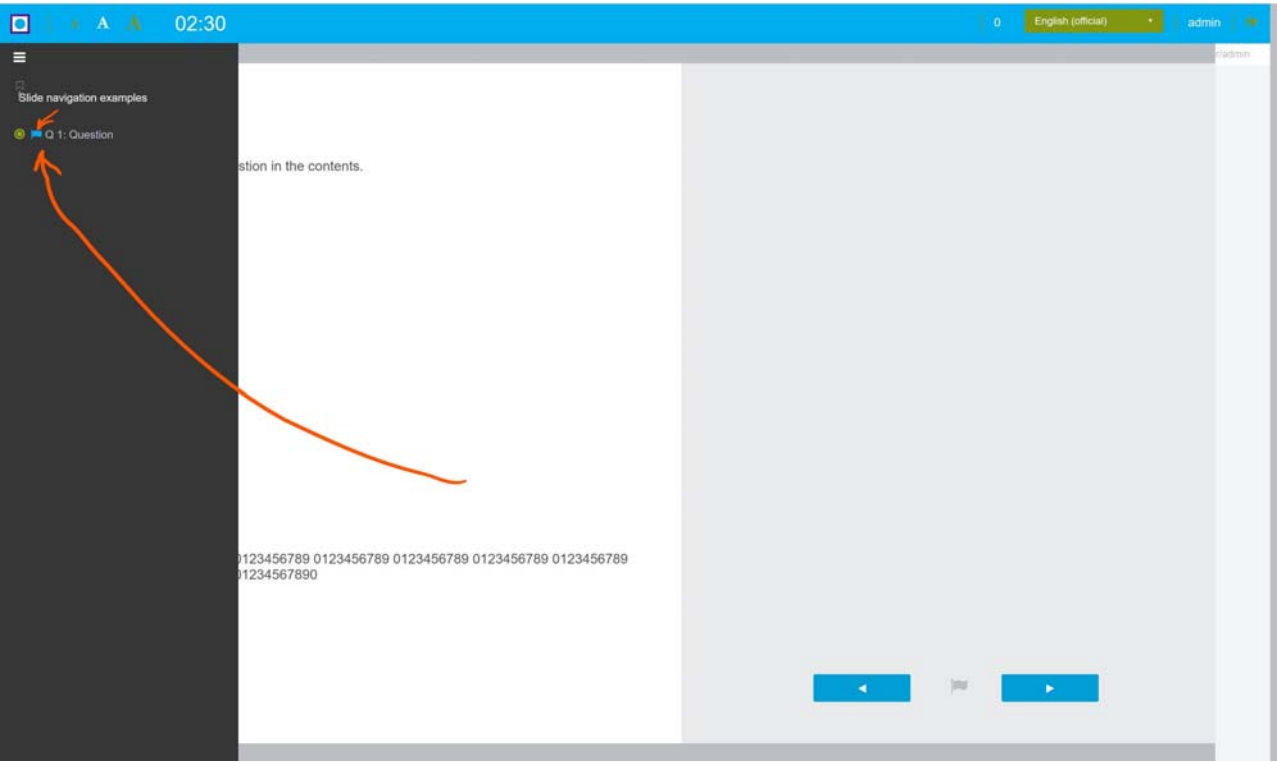 A A A 02:30 0 English (official) admin
r/admin
Slide navigation examples
Q 1: Question
stion in the contents.
0123456789 0123456789 0123456789 0123456789 0123456789
01234567890